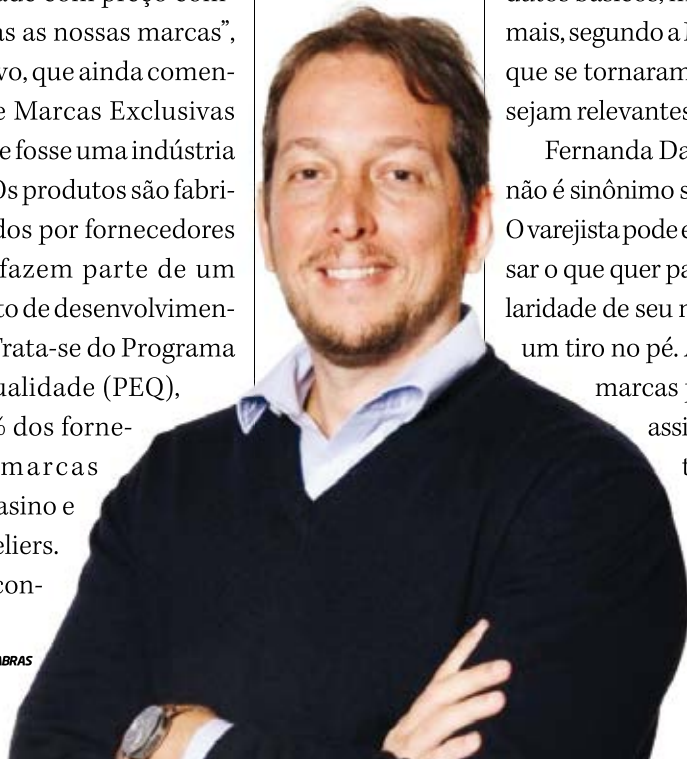 as as nossas marcas”,
vo, que ainda comen-
e Marcas Exclusivas
e fosse uma indústria
Os produtos são fabri-
dos por fornecedores
fazem parte de um
to de desenvolvimen-
Trata-se do Programa
ualidade (PEQ),
% dos forne-
marcas
asino e
eliers.
con-
ABRAS
mais, segundo a
que se tornaram
sejam relevantes
Fernanda Da
não é sinônimo s
O varejista pode e
sar o que quer pa
laridade de seu
um tiro no pé.
marcas
assi
t